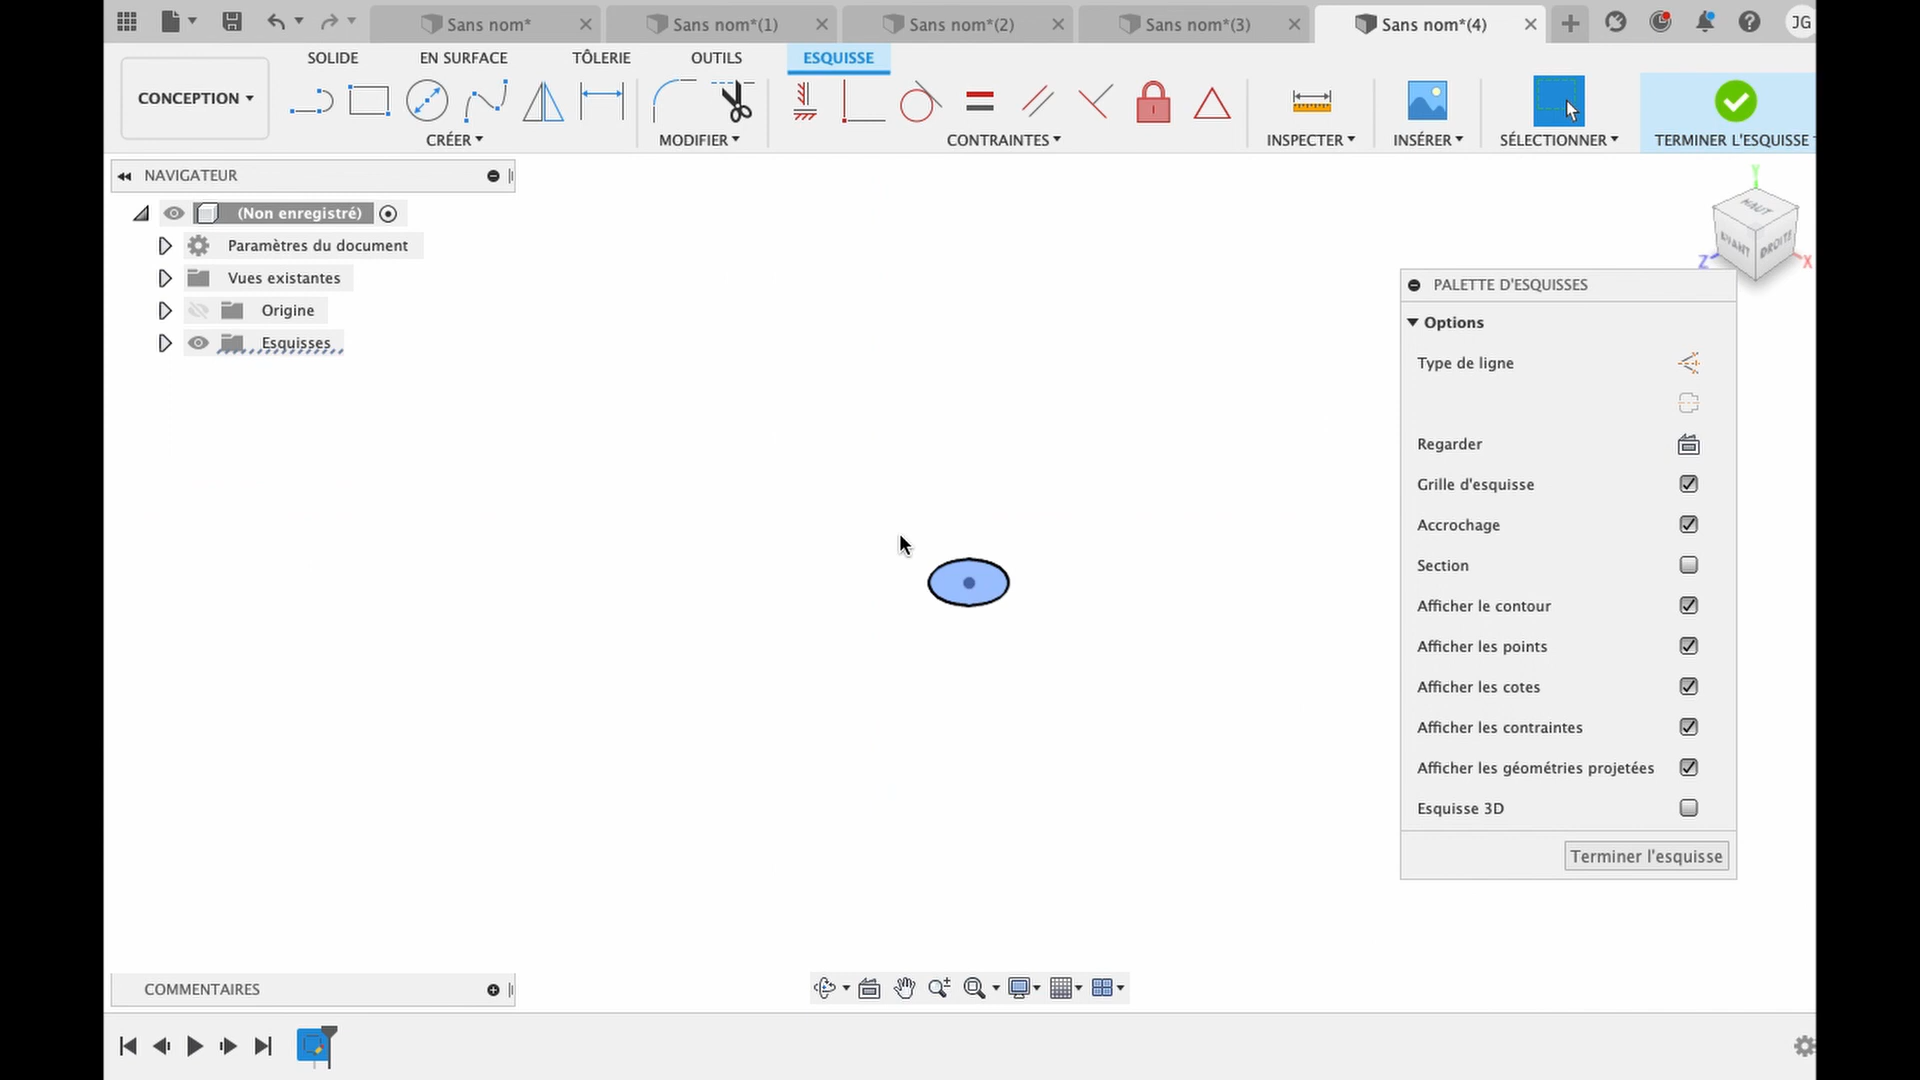 Sans nom*
Sans nom*(1)
Sans nom*(2)
Sans nom*(3)
Sans nom*(4)
JG
SOLIDE
EN SURFACE
TÔLERIE
OUTILS
ESQUISSE
CONCEPTION
CRÉER
MODIFIER
CONTRAINTES
INSPECTER
INSÉRER
SÉLECTIONNER
TERMINER L'ESQUISSE
NAVIGATEUR
(Non enregistré)
Paramètres du document
Vues existantes
Origine
Esquisses
Y
HAUT
AVANT
DROITE
Z
X
PALETTE D'ESQUISSES
Options
Type de ligne
Regarder
Grille d'esquisse
Accrochage
Section
Afficher le contour
Afficher les points
Afficher les cotes
Afficher les contraintes
Afficher les géométries projetées
Esquisse 3D
Terminer l'esquisse
COMMENTAIRES